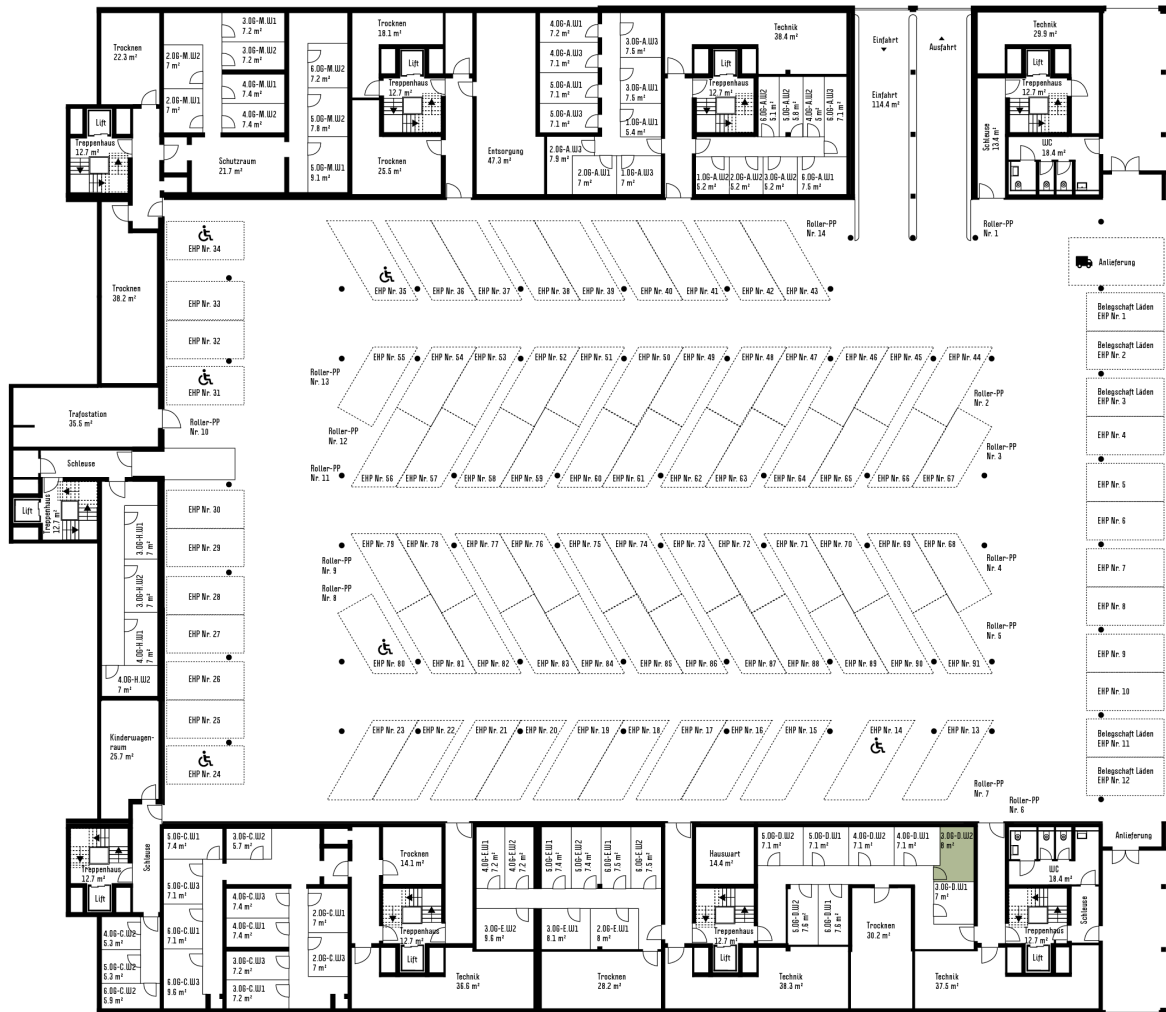 Trocknen
22.3 m²
2.OG-M.W2
7 m²
2.OG-M.W1
7 m²
3.OG-M.W1
7.2 m²
3.OG-M.W2
7.2 m²
4.OG-M.W1
7.4 m²
4.OG-M.W2
7.4 m²
6.OG-M.W2
7.2 m²
5.OG-M.W2
7.8 m²
5.OG-M.W1
9.1 m²
Schutzraum
21.7 m²
Lift
Treppenhaus
12.7 m²
Trocknen
18.1 m²
Lift
Treppenhaus
12.7 m²
Trocknen
25.5 m²
Entsorgung
47.3 m²
4.OG-A.W1
7.2 m²
4.OG-A.W3
7.1 m²
5.OG-A.W1
7.1 m²
5.OG-A.W3
7.1 m²
2.OG-A.W3
7.9 m²
2.OG-A.W1
7 m²
1.OG-A.W3
7 m²
3.OG-A.W3
7.5 m²
3.OG-A.W1
7.5 m²
1.OG-A.W1
5.4 m²
Technik
38.4 m²
Lift
Treppenhaus
12.7 m²
6.OG-A.W2
5.1 m²
5.OG-A.W2
5.8 m²
4.OG-A.W2
5 m²
6.OG-A.W3
7.1 m²
1.OG-A.W2
5.2 m²
2.OG-A.W2
5.2 m²
3.OG-A.W2
5.2 m²
6.OG-A.W1
7.5 m²
Einfahrt
Ausfahrt
Einfahrt
114.4 m²
Technik
29.9 m²
Lift
Treppenhaus
12.7 m²
Schleuse
13.4 m²
WC
18.4 m²
Roller-PP
Nr. 14
Roller-PP
Nr. 1
Anlieferung
EHP Nr. 34
EHP Nr. 33
EHP Nr. 32
EHP Nr. 31
Roller-PP
Nr. 10
Trocknen
38.2 m²
Trafostation
35.5 m²
Schleuse
Lift
Treppenhaus
12.7 m²
3.OG-H.W1
7 m²
3.OG-H.W2
7 m²
4.OG-H.W1
7 m²
4.OG-H.W2
7 m²
Kinderwagen-
raum
25.7 m²
EHP Nr. 30
EHP Nr. 29
EHP Nr. 28
EHP Nr. 27
EHP Nr. 26
EHP Nr. 25
EHP Nr. 24
EHP Nr. 35
EHP Nr. 36
EHP Nr. 37
EHP Nr. 38
EHP Nr. 39
EHP Nr. 40
EHP Nr. 41
EHP Nr. 42
EHP Nr. 43
EHP Nr. 55
EHP Nr. 54
EHP Nr. 53
EHP Nr. 52
EHP Nr. 51
EHP Nr. 50
EHP Nr. 49
EHP Nr. 48
EHP Nr. 47
EHP Nr. 46
EHP Nr. 45
EHP Nr. 44
Roller-PP
Nr. 13
Roller-PP
Nr. 12
Roller-PP
Nr. 11
Roller-PP
Nr. 2
Roller-PP
Nr. 3
EHP Nr. 56
EHP Nr. 57
EHP Nr. 58
EHP Nr. 59
EHP Nr. 60
EHP Nr. 61
EHP Nr. 62
EHP Nr. 63
EHP Nr. 64
EHP Nr. 65
EHP Nr. 66
EHP Nr. 67
EHP Nr. 79
EHP Nr. 78
EHP Nr. 77
EHP Nr. 76
EHP Nr. 75
EHP Nr. 74
EHP Nr. 73
EHP Nr. 72
EHP Nr. 71
EHP Nr. 70
EHP Nr. 69
EHP Nr. 68
Roller-PP
Nr. 9
Roller-PP
Nr. 8
Roller-PP
Nr. 4
Roller-PP
Nr. 5
EHP Nr. 80
EHP Nr. 81
EHP Nr. 82
EHP Nr. 83
EHP Nr. 84
EHP Nr. 85
EHP Nr. 86
EHP Nr. 87
EHP Nr. 88
EHP Nr. 89
EHP Nr. 90
EHP Nr. 91
EHP Nr. 23
EHP Nr. 22
EHP Nr. 21
EHP Nr. 20
EHP Nr. 19
EHP Nr. 18
EHP Nr. 17
EHP Nr. 16
EHP Nr. 15
EHP Nr. 14
EHP Nr. 13
Roller-PP
Nr. 7
Roller-PP
Nr. 6
Belegschaft Läden
EHP Nr. 1
Belegschaft Läden
EHP Nr. 2
Belegschaft Läden
EHP Nr. 3
EHP Nr. 4
EHP Nr. 5
EHP Nr. 6
EHP Nr. 7
EHP Nr. 8
EHP Nr. 9
EHP Nr. 10
Belegschaft Läden
EHP Nr. 11
Belegschaft Läden
EHP Nr. 12
Anlieferung
Treppenhaus
12.7 m²
Lift
Schleuse
4.OG-C.W2
5.3 m²
5.OG-C.W2
5.3 m²
6.OG-C.W2
5.9 m²
5.OG-C.W1
7.4 m²
5.OG-C.W3
7.1 m²
6.OG-C.W1
7.1 m²
6.OG-C.W3
9.6 m²
3.OG-C.W2
5.7 m²
4.OG-C.W3
7.4 m²
4.OG-C.W1
7.4 m²
3.OG-C.W3
7.2 m²
3.OG-C.W1
7.2 m²
2.OG-C.W1
7 m²
2.OG-C.W3
7 m²
Trocknen
14.1 m²
Treppenhaus
12.7 m²
Lift
Technik
36.6 m²
4.OG-E.W1
7.2 m²
4.OG-E.W2
7.2 m²
5.OG-E.W1
7.4 m²
5.OG-E.W2
7.4 m²
6.OG-E.W1
7.5 m²
6.OG-E.W2
7.5 m²
3.OG-E.W2
9.6 m²
3.OG-E.W1
8.1 m²
2.OG-E.W1
8 m²
Trocknen
28.2 m²
Hauswart
14.4 m²
Treppenhaus
12.7 m²
Lift
5.OG-D.W2
7.1 m²
5.OG-D.W1
7.1 m²
4.OG-D.W2
7.1 m²
4.OG-D.W1
7.1 m²
3.OG-D.W2
8 m²
3.OG-D.W1
7 m²
6.OG-D.W2
7.6 m²
6.OG-D.W1
7.6 m²
Trocknen
30.2 m²
Technik
38.3 m²
Technik
37.5 m²
WC
18.4 m²
Schleuse
Treppenhaus
12.7 m²
Lift